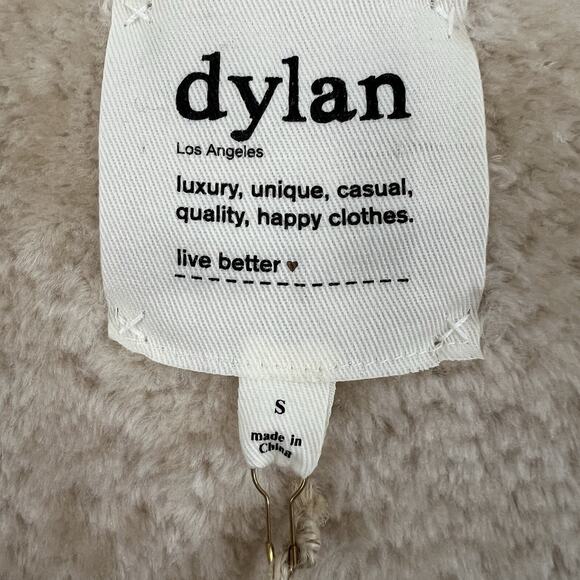 dylan
Los Angeles
luxury, unique, casual,
quality, happy clothes.
live better ♥
S
made in
China